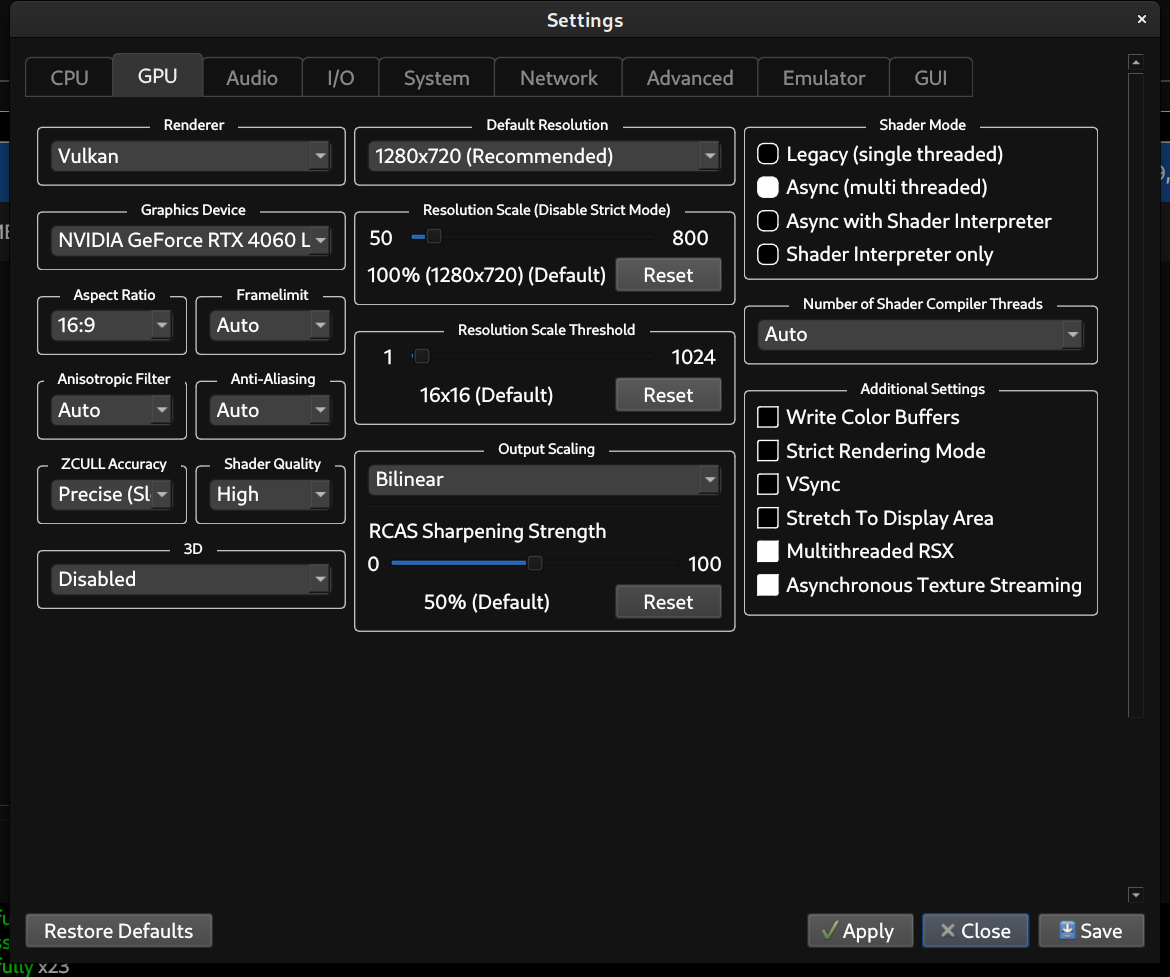 Settings
CPU
GPU
Audio
I/O
System
Network
Advanced
Emulator
GUI
Renderer
Vulkan
Graphics Device
NVIDIA GeForce RTX 4060 L
Aspect Ratio
16:9
Framelimit
Auto
Anisotropic Filter
Auto
Anti-Aliasing
Auto
ZCULL Accuracy
Precise (Sl
Shader Quality
High
3D
Disabled
Default Resolution
1280x720 (Recommended)
Resolution Scale (Disable Strict Mode)
50
800
100% (1280x720) (Default)
Reset
Resolution Scale Threshold
1
1024
16x16 (Default)
Reset
Output Scaling
Bilinear
RCAS Sharpening Strength
0
100
50% (Default)
Reset
Shader Mode
Legacy (single threaded)
Async (multi threaded)
Async with Shader Interpreter
Shader Interpreter only
Number of Shader Compiler Threads
Auto
Additional Settings
Write Color Buffers
Strict Rendering Mode
VSync
Stretch To Display Area
Multithreaded RSX
Asynchronous Texture Streaming
Restore Defaults
Apply
Close
Save
fully x23